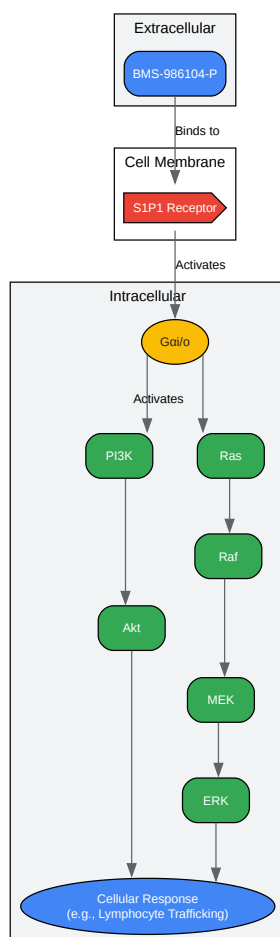 Extracellular
BMS-986104-P
Binds to
Cell Membrane
S1P1 Receptor
Activates
Intracellular
Gαi/o
Activates
PI3K
Ras
Raf
Akt
MEK
ERK
Cellular Response
(e.g., Lymphocyte Trafficking)